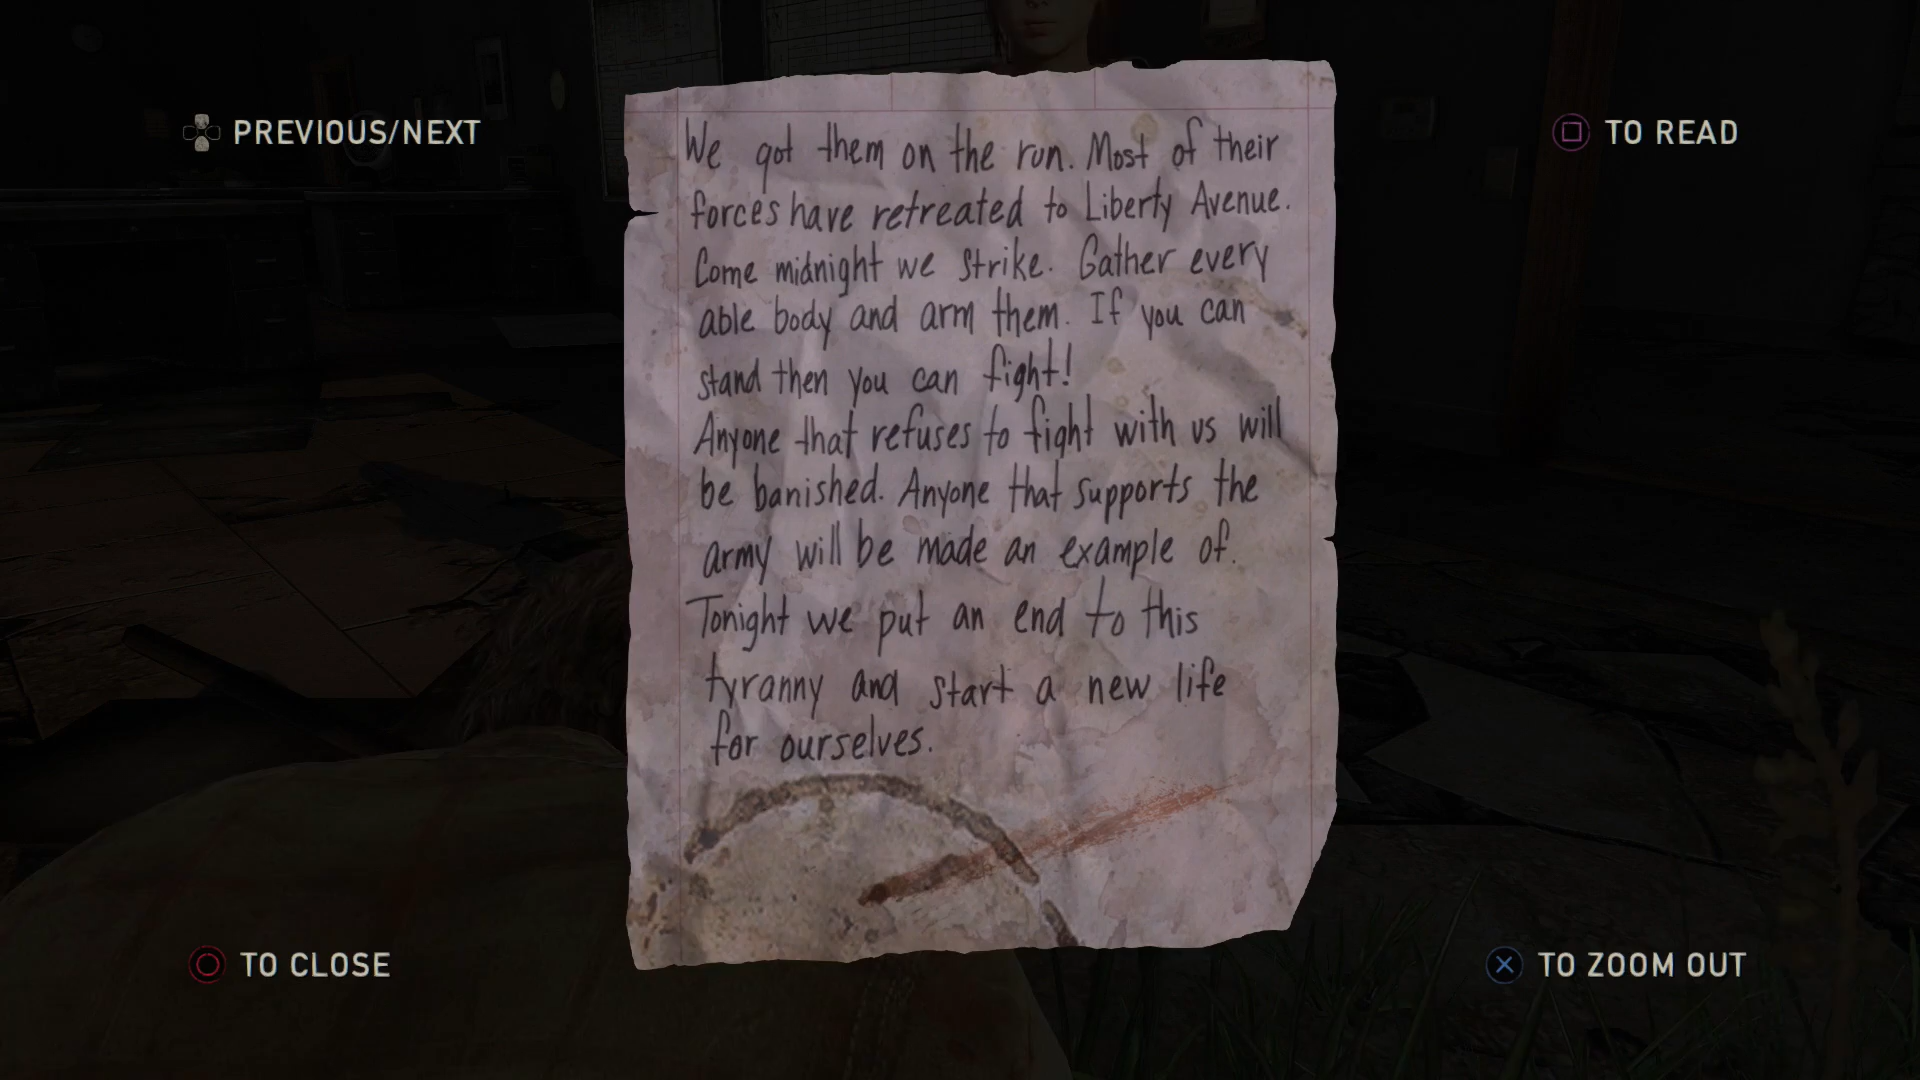 PREVIOUS/NEXT
TO READ
We got them on the run. Most of their
forces have retreated to Liberty Avenue.
Come midnight we strike. Gather every
able body and arm them. If you can
stand then you can fight!
Anyone that refuses to fight with us will
be banished. Anyone that supports the
army will be made an example of.
Tonight we put an end to this
tyranny and start a new life
for ourselves.
TO CLOSE
TO ZOOM OUT